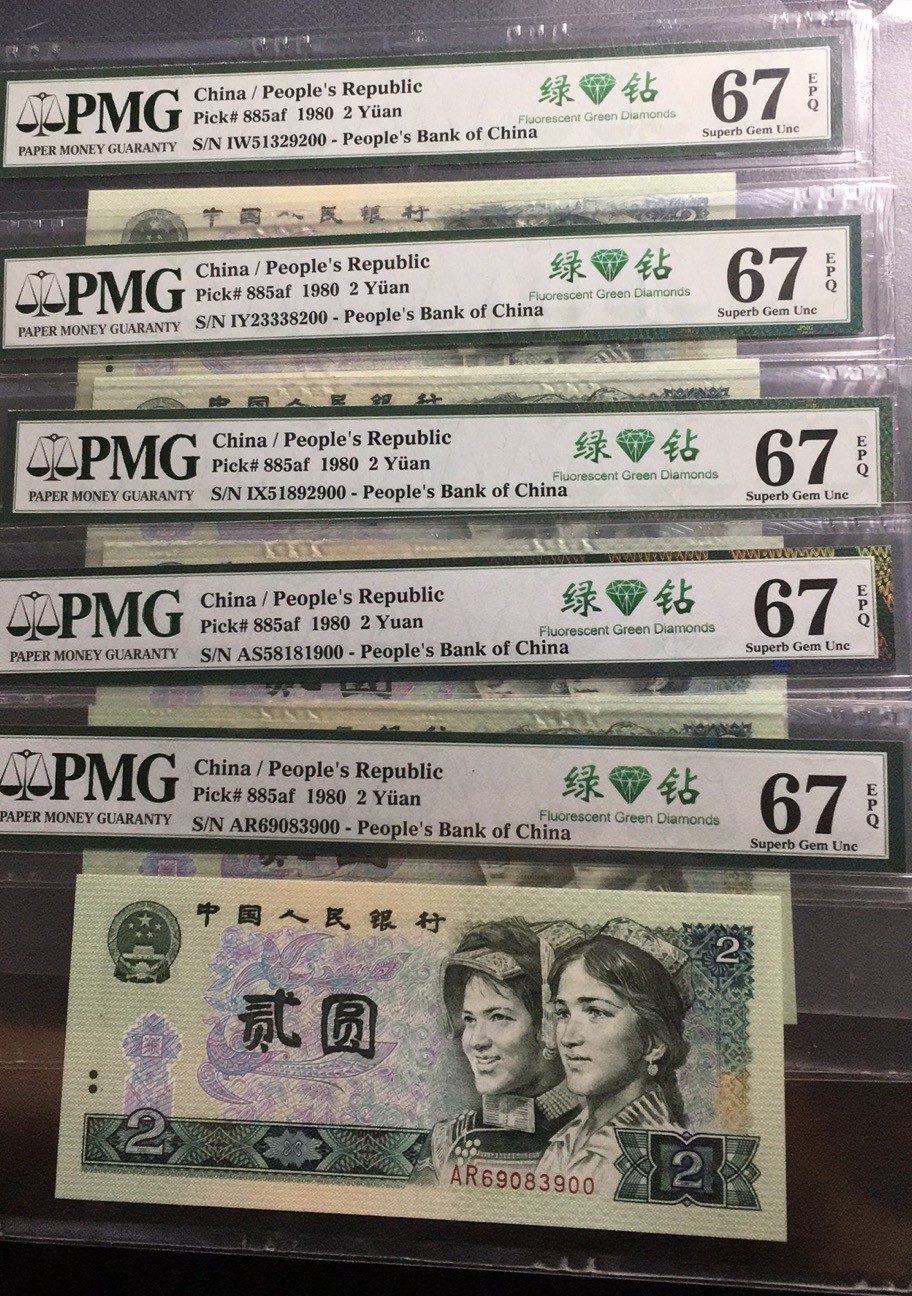 PMG
PAPER MONEY GUARANTY
China / People's Republic
Pick# 885af 1980 2 Yüan
S/N IW51329200 - People's Bank of China
绿钻
Fluorescent Green Diamonds
67
Superb Gem Unc
EPQ
中国人民银行
PMG
PAPER MONEY GUARANTY
China / People's Republic
Pick# 885af 1980 2 Yüan
S/N IY23338200 - People's Bank of China
绿钻
Fluorescent Green Diamonds
67
Superb Gem Unc
EPQ
中国人民银行
PMG
PAPER MONEY GUARANTY
China / People's Republic
Pick# 885af 1980 2 Yüan
S/N IX51892900 - People's Bank of China
绿钻
Fluorescent Green Diamonds
67
Superb Gem Unc
EPQ
PMG
PAPER MONEY GUARANTY
China / People's Republic
Pick# 885af 1980 2 Yuan
S/N AS58181900 - People's Bank of China
绿钻
Fluorescent Green Diamonds
67
Superb Gem Unc
EPQ
PMG
PAPER MONEY GUARANTY
China / People's Republic
Pick# 885af 1980 2 Yüan
S/N AR69083900 - People's Bank of China
绿钻
Fluorescent Green Diamonds
67
Superb Gem Unc
EPQ
中国人民银行
2
贰圆
2
AR69083900
2